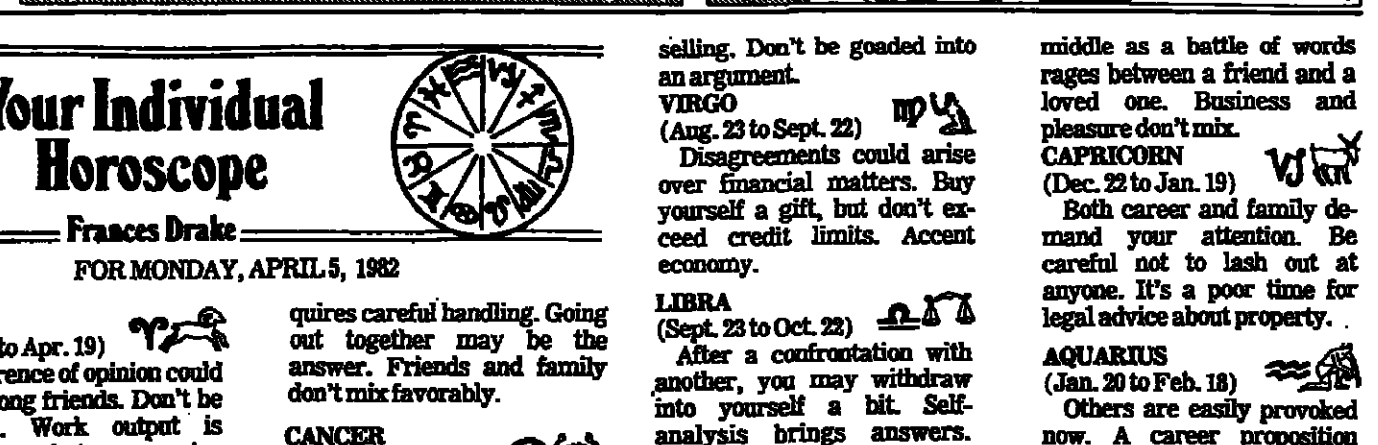 Your Individual
Horoscope
Frances Drake
FOR MONDAY, APRIL 5, 1982
to Apr. 19)
rence of opinion could
ong friends. Don't be
. Work output is
quires careful handling. Going
out together may be the
answer. Friends and family
don't mix favorably.
CANCER
selling. Don't be goaded into
an argument.
VIRGO
(Aug. 23 to Sept. 22)
Disagreements could arise
over financial matters. Buy
yourself a gift, but don't ex-
ceed credit limits. Accent
economy.
LIBRA
(Sept. 23 to Oct. 22)
After a confrontation with
another, you may withdraw
into yourself a bit. Self-
analysis brings answers.
middle as a battle of words
rages between a friend and a
loved one. Business and
pleasure don't mix.
CAPRICORN
(Dec. 22 to Jan. 19)
Both career and family de-
mand your attention. Be
careful not to lash out at
anyone. It's a poor time for
legal advice about property.
AQUARIUS
(Jan. 20 to Feb. 18)
Others are easily provoked
now. A career proposition